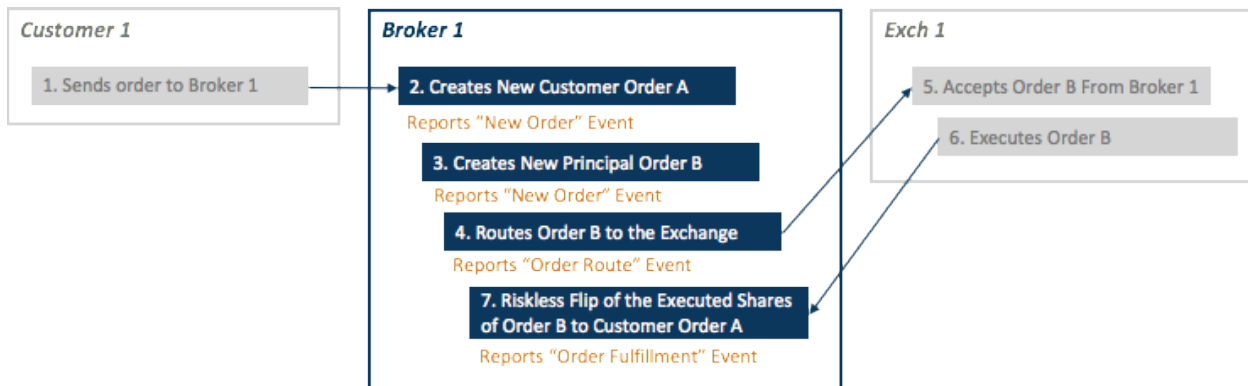 Customer 1
1. Sends order to Broker 1
Broker 1
2. Creates New Customer Order A
Reports "New Order" Event
3. Creates New Principal Order B
Reports "New Order" Event
4. Routes Order B to the Exchange
Reports "Order Route" Event
7. Riskless Flip of the Executed Shares
of Order B to Customer Order A
Reports "Order Fulfillment" Event
Exch 1
5. Accepts Order B From Broker 1
6. Executes Order B